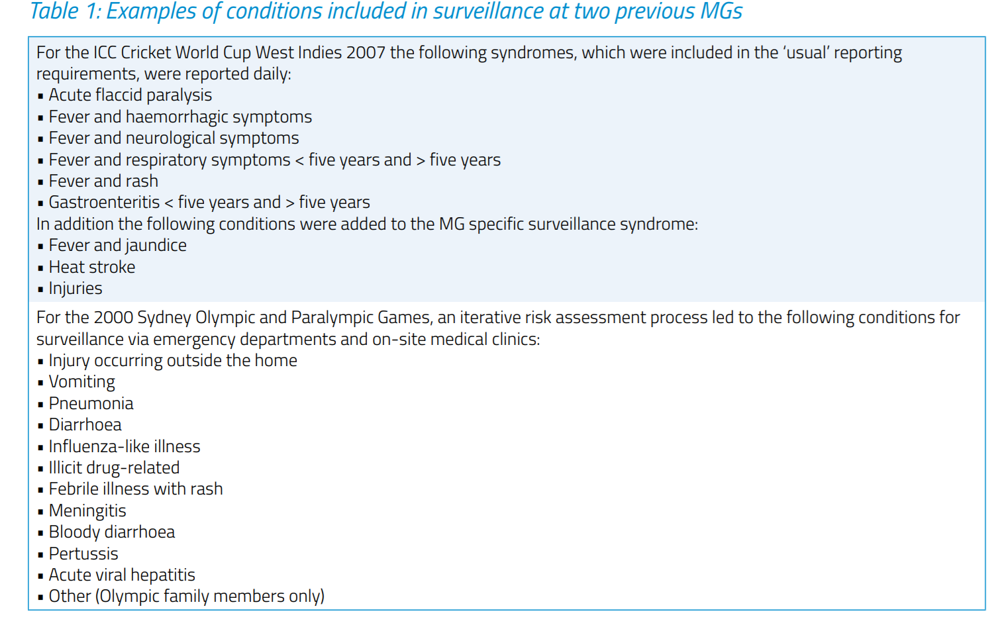 Table 1: Examples of conditions included in surveillance at two previous MGs
For the ICC Cricket World Cup West Indies 2007 the following syndromes, which were included in the ‘usual’ reporting
requirements, were reported daily:
▪ Acute flaccid paralysis
▪ Fever and haemorrhagic symptoms
▪ Fever and neurological symptoms
▪ Fever and respiratory symptoms < five years and > five years
▪ Fever and rash
▪ Gastroenteritis < five years and > five years
In addition the following conditions were added to the MG specific surveillance syndrome:
▪ Fever and jaundice
▪ Heat stroke
▪ Injuries
For the 2000 Sydney Olympic and Paralympic Games, an iterative risk assessment process led to the following conditions for
surveillance via emergency departments and on-site medical clinics:
▪ Injury occurring outside the home
▪ Vomiting
▪ Pneumonia
▪ Diarrhoea
▪ Influenza-like illness
▪ Illicit drug-related
▪ Febrile illness with rash
▪ Meningitis
▪ Bloody diarrhoea
▪ Pertussis
▪ Acute viral hepatitis
▪ Other (Olympic family members only)